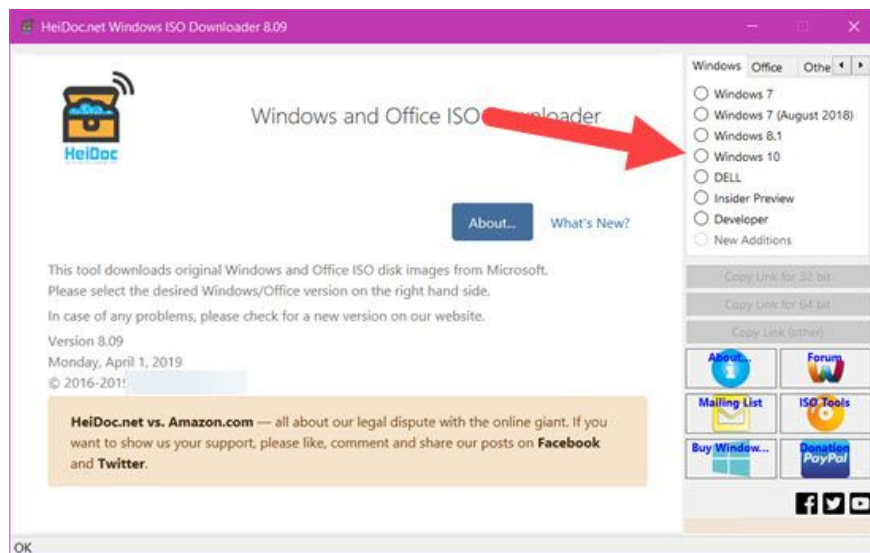 HeiDoc.net Windows ISO Downloader 8.09
HeiDoc
Windows and Office ISO
About...
What's New?
This tool downloads original Windows and Office ISO disk images from Microsoft.
Please select the desired Windows/Office version on the right hand side.
In case of any problems, please check for a new version on our website.
Version 8.09
Monday, April 1, 2019
© 2016-201
HeiDoc.net vs. Amazon.com — all about our legal dispute with the online giant. If you
want to show us your support, please like, comment and share our posts on Facebook
and Twitter.
Windows Office Othe
Windows 7
Windows 7 (August 2018)
Windows 8.1
Windows 10
DELL
Insider Preview
Developer
New Additions
Copy Link for 32 bit
Copy Link for 64 bit
Copy Link (other)
About...
Forum
Mailing List
ISO Tools
Buy Window...
Donation
PayPal
OK